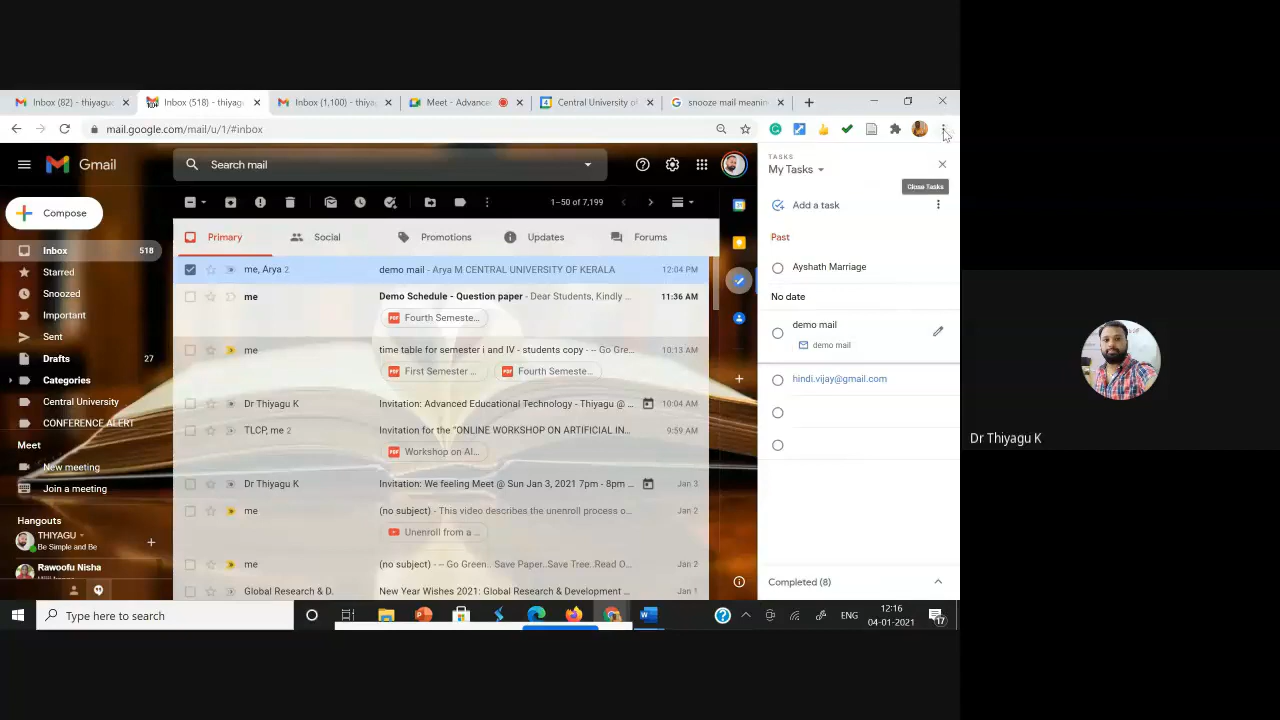 Inbox (82) - thiyagu
Inbox (518) - thiyag
Inbox (1,100) - thiya
Meet - Advance
Central University of
snooze mail meanin
mail.google.com/mail/u/1/#inbox
Gmail
Search mail
TASKS
My Tasks
Close Tasks
Compose
1–50 of 7,199
Add a task
Primary
Social
Promotions
Updates
Forums
Past
Inbox 518
Starred
Snoozed
Important
Sent
Drafts 27
Categories
Central University
CONFERENCE ALERT
Meet
New meeting
Join a meeting
Hangouts
THIYAGU
Be Simple and Be
Rawoofu Nisha
me, Arya 2 demo mail - Arya M CENTRAL UNIVERSITY OF KERALA 12:04 PM
me Demo Schedule - Question paper - Dear Students, Kindly ... 11:36 AM
PDF Fourth Semeste...
me time table for semester i and IV - students copy - -- Go Gre... 10:13 AM
PDF First Semester ... PDF Fourth Semeste...
Dr Thiyagu K Invitation: Advanced Educational Technology - Thiyagu @ ... 10:04 AM
TLCP, me 2 Invitation for the "ONLINE WORKSHOP ON ARTIFICIAL IN... 9:59 AM
PDF Workshop on AI...
Dr Thiyagu K Invitation: We feeling Meet @ Sun Jan 3, 2021 7pm - 8pm ... Jan 3
me (no subject) - This video describes the unenroll process o... Jan 2
Unenroll from a ...
me (no subject) - -- Go Green.. Save Paper..Save Tree..Read O... Jan 2
Global Research & D. New Year Wishes 2021: Global Research & Development ... Jan 1
Ayshath Marriage
No date
demo mail
demo mail
hindi.vijay@gmail.com
Completed (8)
Type here to search
ENG
12:16
04-01-2021
17
Dr Thiyagu K